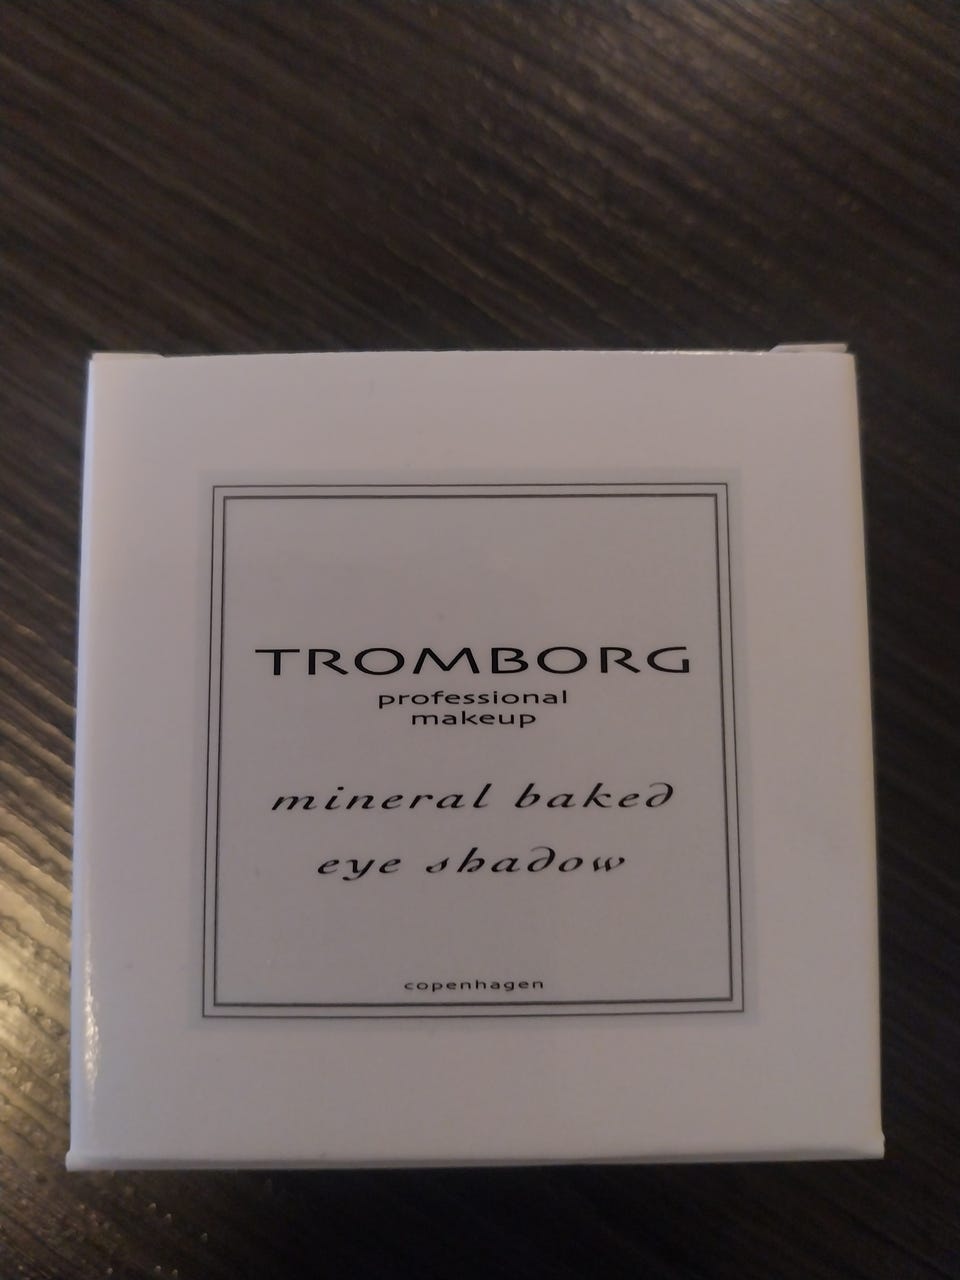 TROMBORG
professional
makeup
mineral baked
eye shadow
copenhagen